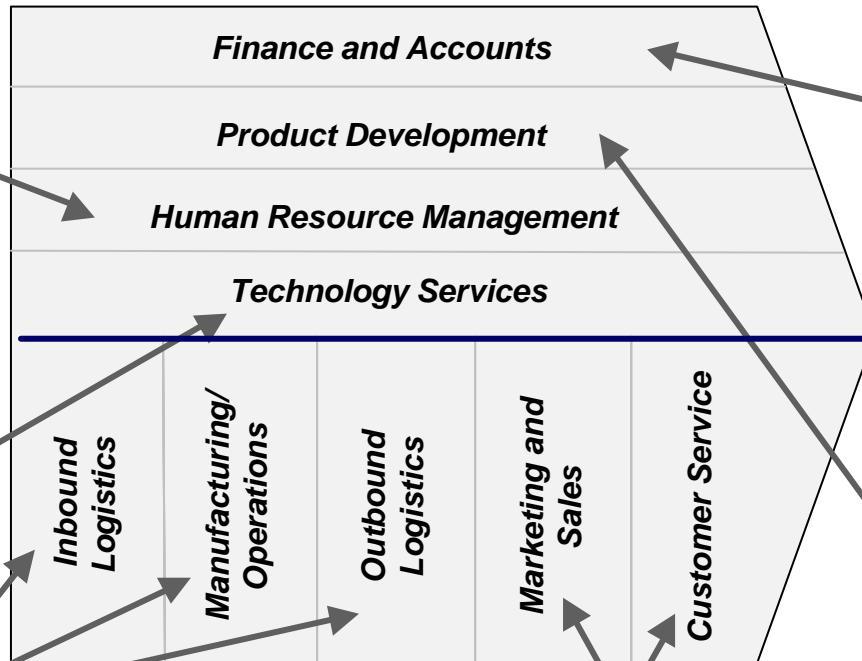 Finance and Accounts
Product Development
Human Resource Management
Technology Services
Inbound
Logistics
Manufacturing/
Operations
Outbound
Logistics
Marketing and
Sales
Customer Service